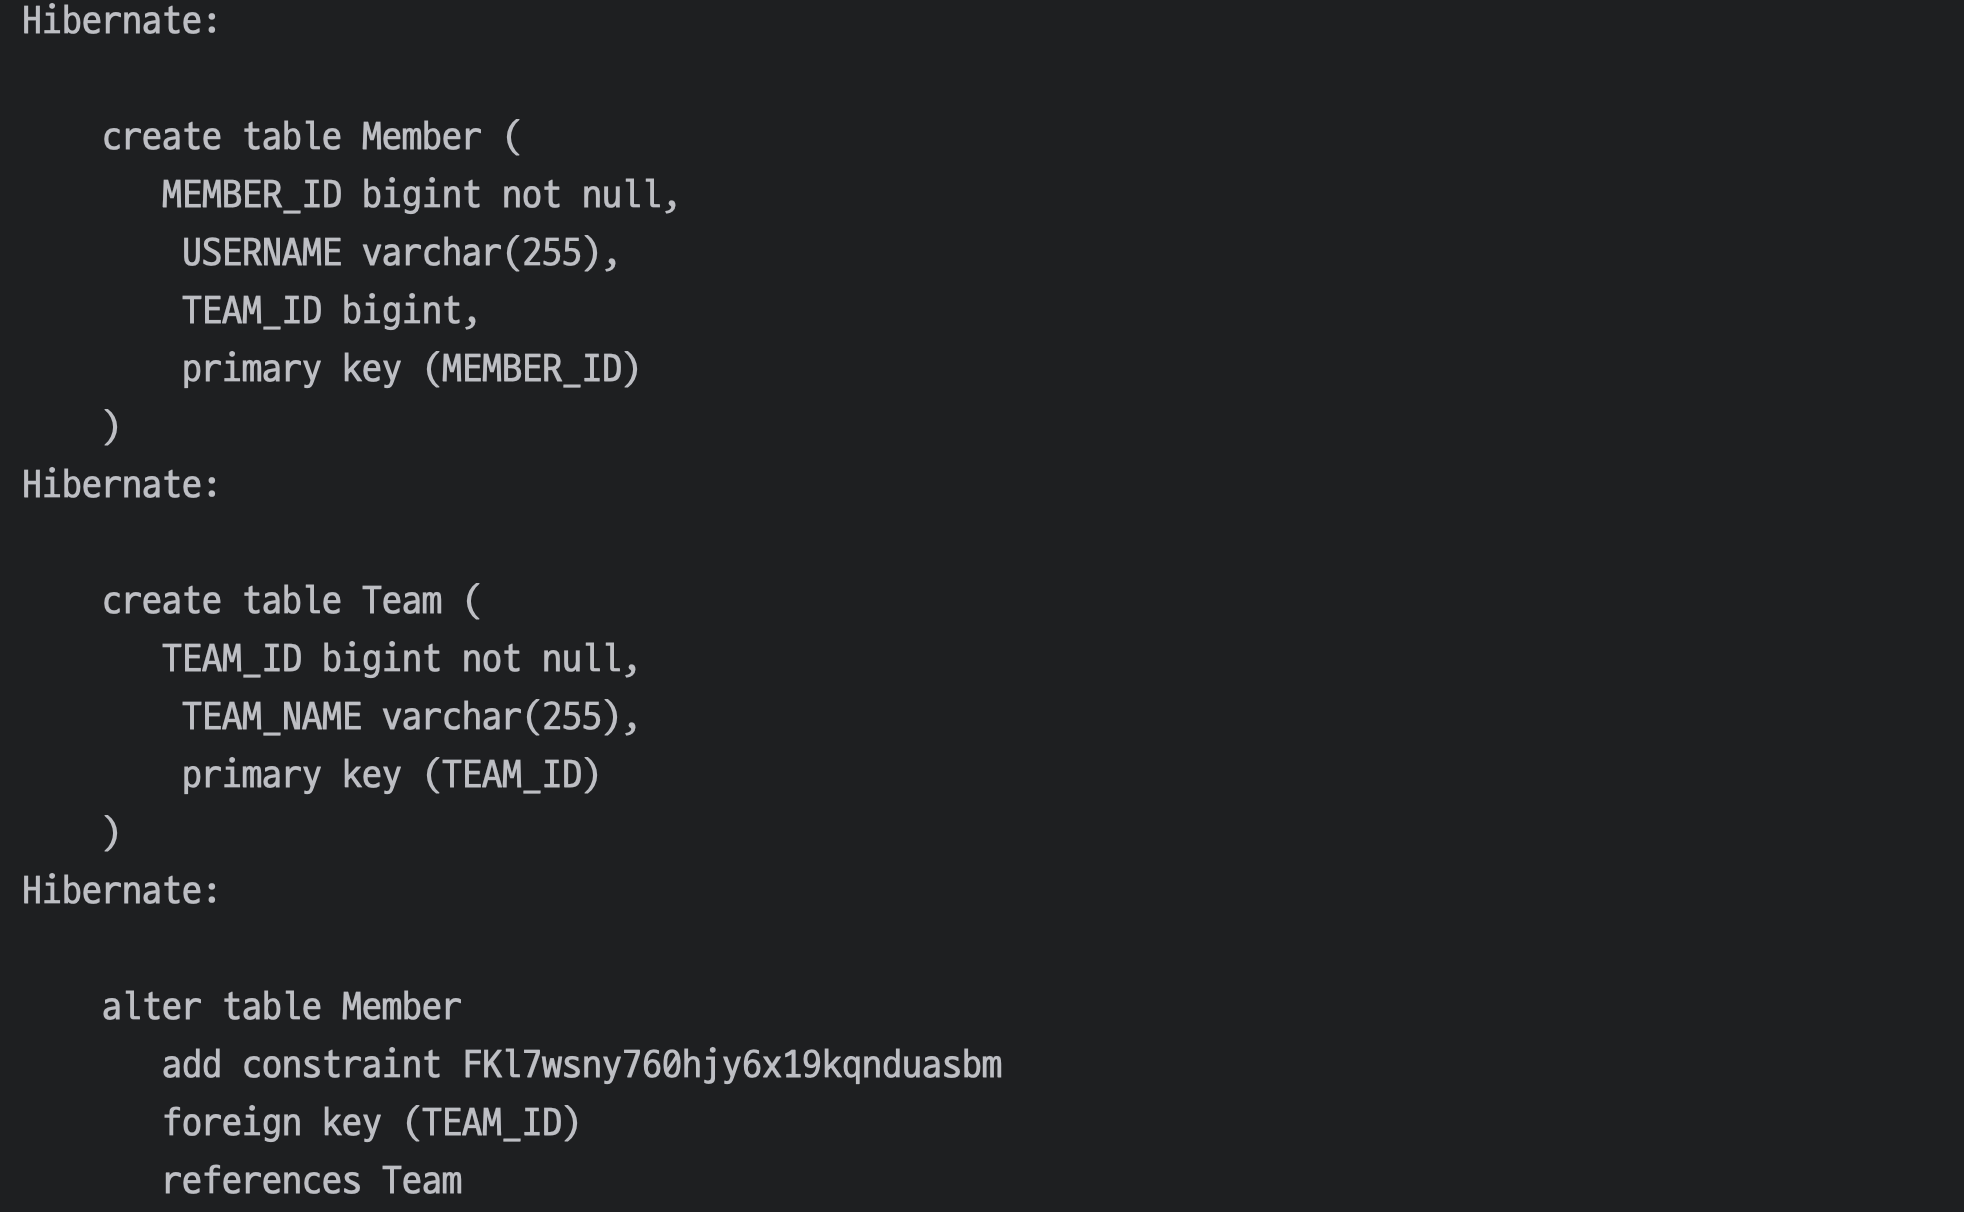 Hibernate:
create table Member (
MEMBER_ID bigint not null,
USERNAME varchar(255),
TEAM_ID bigint,
primary key (MEMBER_ID)
)
Hibernate:
create table Team (
TEAM_ID bigint not null,
TEAM_NAME varchar(255),
primary key (TEAM_ID)
)
Hibernate:
alter table Member
add constraint FKl7wsny760hjy6x19kqnduasbm
foreign key (TEAM_ID)
references Team